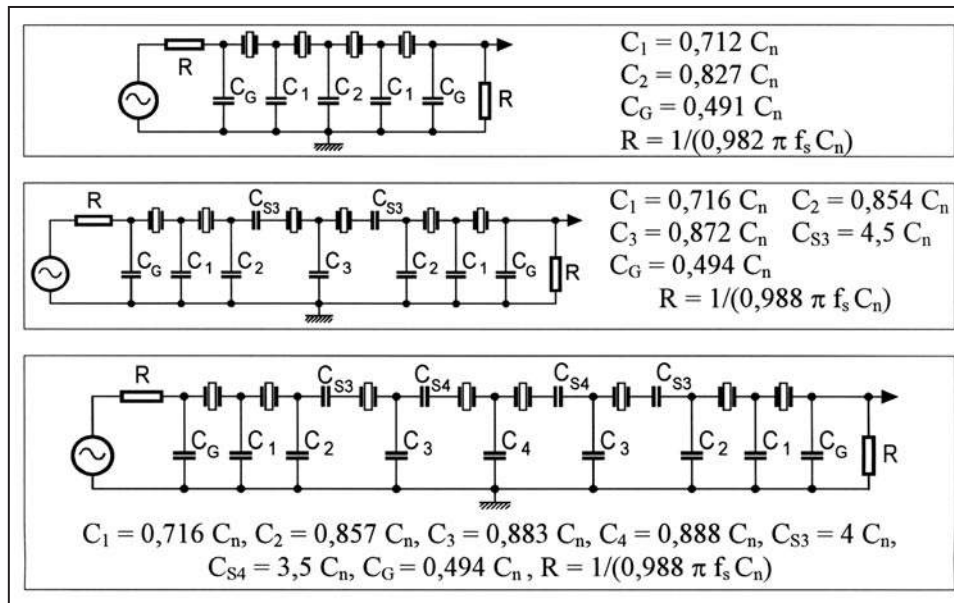 R
C_G C_1 C_2 C_1 C_G R
C_1 = 0,712 C_n
C_2 = 0,827 C_n
C_G = 0,491 C_n
R = 1/(0,982 π f_s C_n)
R C_S3 C_S3
C_G C_1 C_2 C_3 C_2 C_1 C_G R
C_1 = 0,716 C_n C_2 = 0,854 C_n
C_3 = 0,872 C_n C_S3 = 4,5 C_n
C_G = 0,494 C_n
R = 1/(0,988 π f_s C_n)
R C_S3 C_S4 C_S4 C_S3
C_G C_1 C_2 C_3 C_4 C_3 C_2 C_1 C_G R
C_1 = 0,716 C_n, C_2 = 0,857 C_n, C_3 = 0,883 C_n, C_4 = 0,888 C_n, C_S3 = 4 C_n,
C_S4 = 3,5 C_n, C_G = 0,494 C_n , R = 1/(0,988 π f_s C_n)